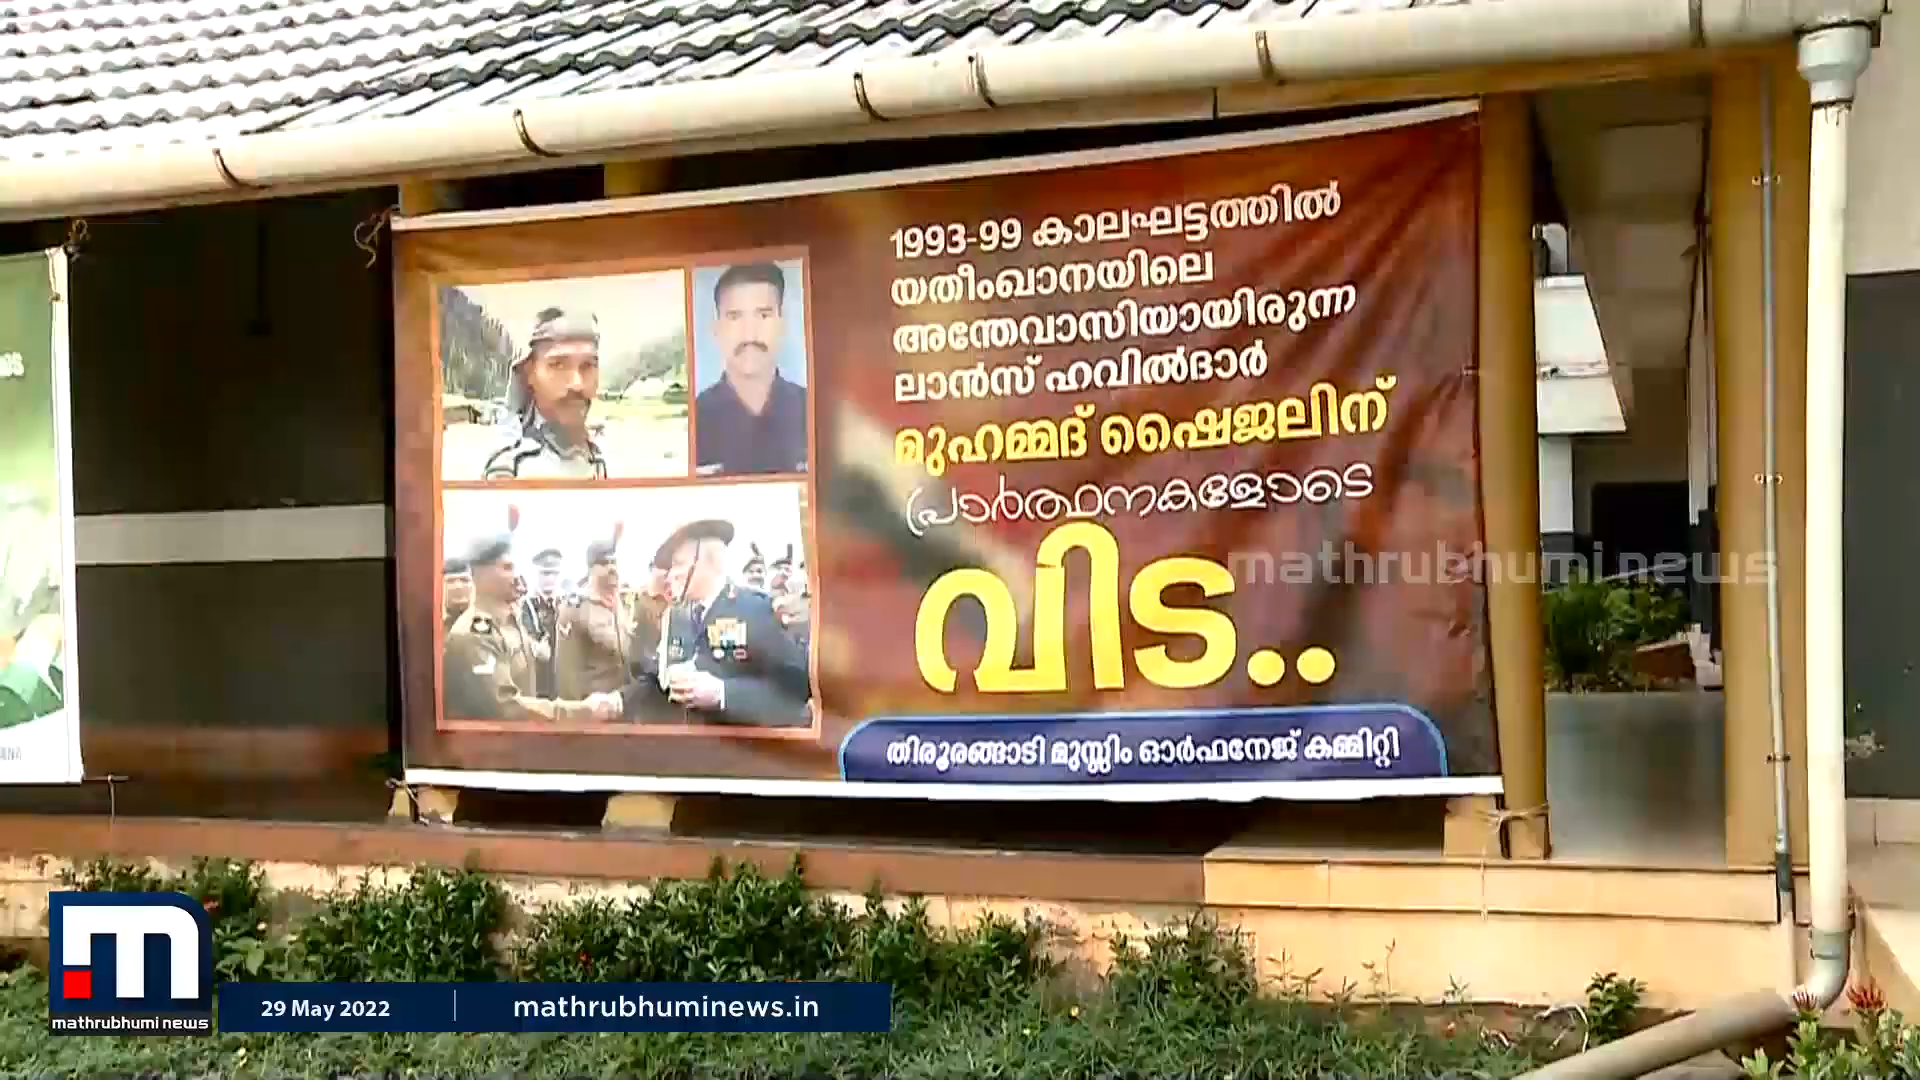 1993-99 കാലഘട്ടത്തിൽ
യതീംഖാനയിലെ
അന്തേവാസിയായിരുന്ന
ലാൻസ് ഹവിൽദാർ
മുഹമ്മദ് ഷൈജലിന്
പ്രാർത്ഥനകളോടെ
വിട..
തിരൂരങ്ങാടി മുസ്ലിം ഓർഫനേജ് കമ്മിറ്റി
mathrubhumi news
mathrubhumi news
29 May 2022
mathrubhuminews.in